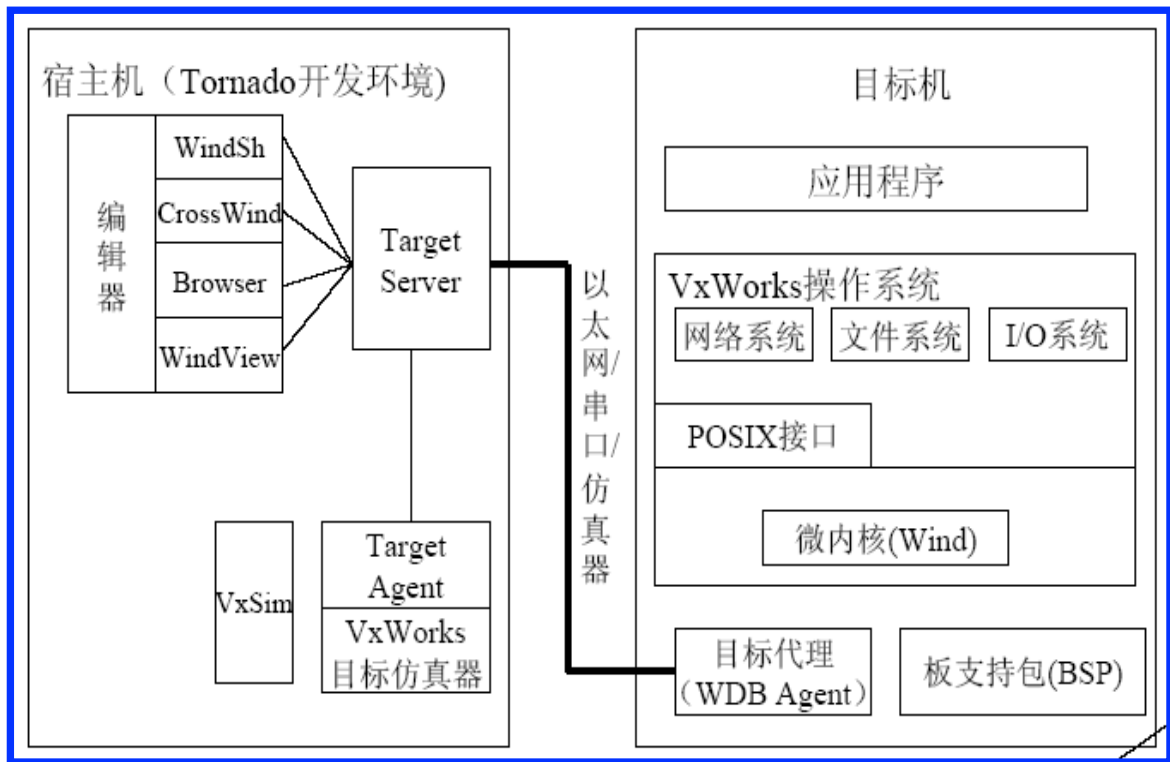 宿主机（Tornado开发环境)
编辑器
WindSh
CrossWind
Browser
WindView
Target
Server
VxSim
Target
Agent
VxWorks
目标仿真器
以太网/串口/仿真器
目标机
应用程序
VxWorks操作系统
网络系统
文件系统
I/O系统
POSIX接口
微内核(Wind)
目标代理
（WDB Agent）
板支持包(BSP)